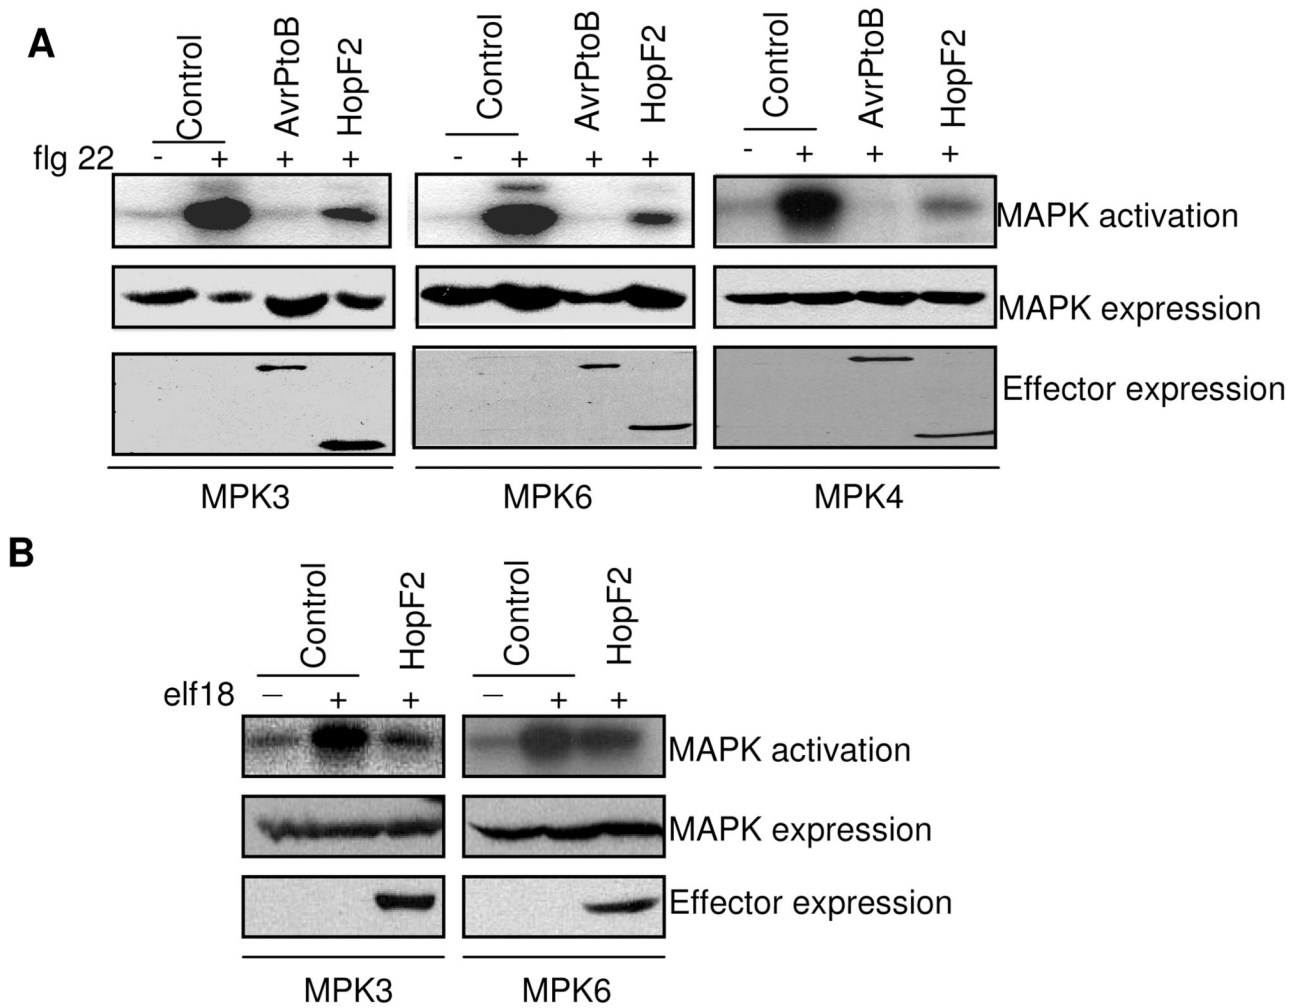 A
Control AvrPtoB HopF2 Control AvrPtoB HopF2 Control AvrPtoB HopF2
flg 22 - + + + - + + + - + + +
MAPK activation
MAPK expression
Effector expression
MPK3 MPK6 MPK4
B
Control HopF2 Control HopF2
elf18 – + + – + +
MAPK activation
MAPK expression
Effector expression
MPK3 MPK6